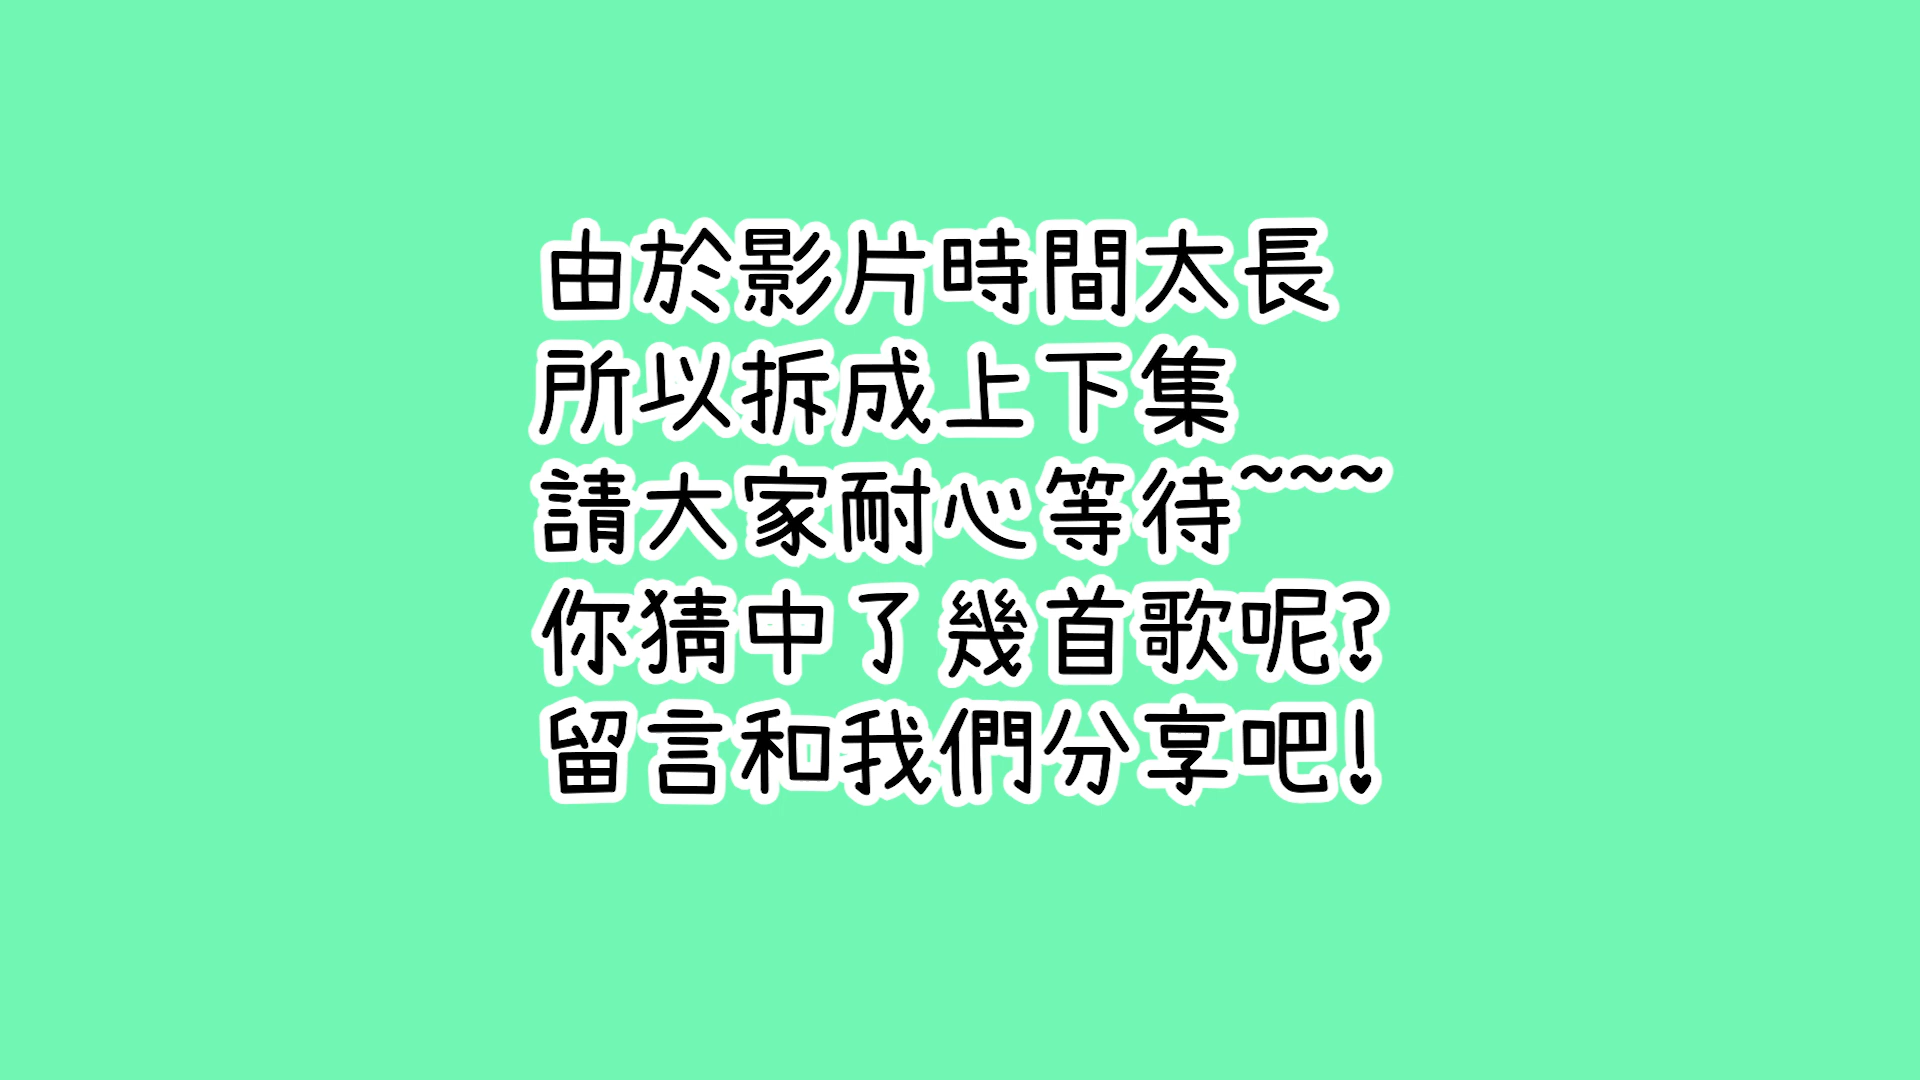 由於影片時間太長
所以拆成上下集
請大家耐心等待~~~
你猜中了幾首歌呢?
留言和我們分享吧!